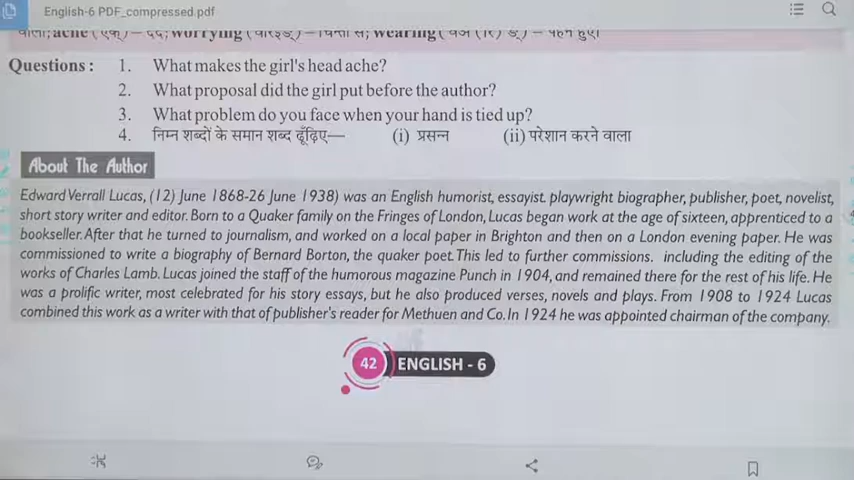 English-6 PDF_compressed.pdf
वाला; ache (एक्) – दर्द; worrying (वरिइङ्) – चिन्ता से; wearing ( ) – पहने हुए।
Questions : 1. What makes the girl's head ache?
2. What proposal did the girl put before the author?
3. What problem do you face when your hand is tied up?
4. निम्न शब्दों के समान शब्द ढूँढ़िए— (i) प्रसन्न (ii) परेशान करने वाला
About The Author
Edward Verrall Lucas, (12) June 1868-26 June 1938) was an English humorist, essayist. playwright biographer, publisher, poet, novelist,
short story writer and editor. Born to a Quaker family on the Fringes of London, Lucas began work at the age of sixteen, apprenticed to a
bookseller. After that he turned to journalism, and worked on a local paper in Brighton and then on a London evening paper. He was
commissioned to write a biography of Bernard Borton, the quaker poet. This led to further commissions. including the editing of the
works of Charles Lamb. Lucas joined the staff of the humorous magazine Punch in 1904, and remained there for the rest of his life. He
was a prolific writer, most celebrated for his story essays, but he also produced verses, novels and plays. From 1908 to 1924 Lucas
combined this work as a writer with that of publisher's reader for Methuen and Co. In 1924 he was appointed chairman of the company.
42 ENGLISH - 6